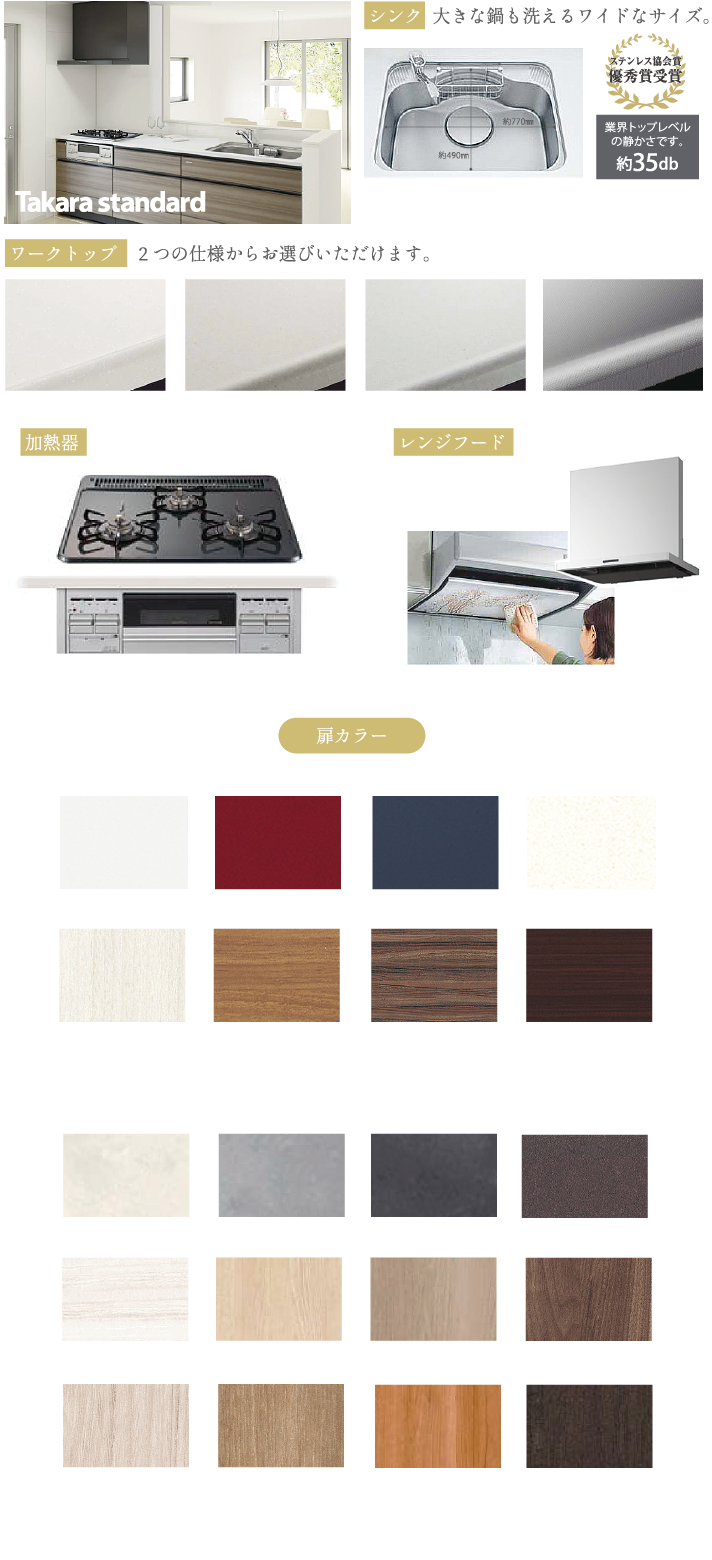 シンク 大きな鍋も洗えるワイドなサイズ。
ステンレス協会賞
優秀賞受賞
約770㎜
約490㎜
業界トップレベル
の静かさです。
約35db
Takara standard
ワークトップ 2つの仕様からお選びいただけます。
加熱器
レンジフード
扉カラー